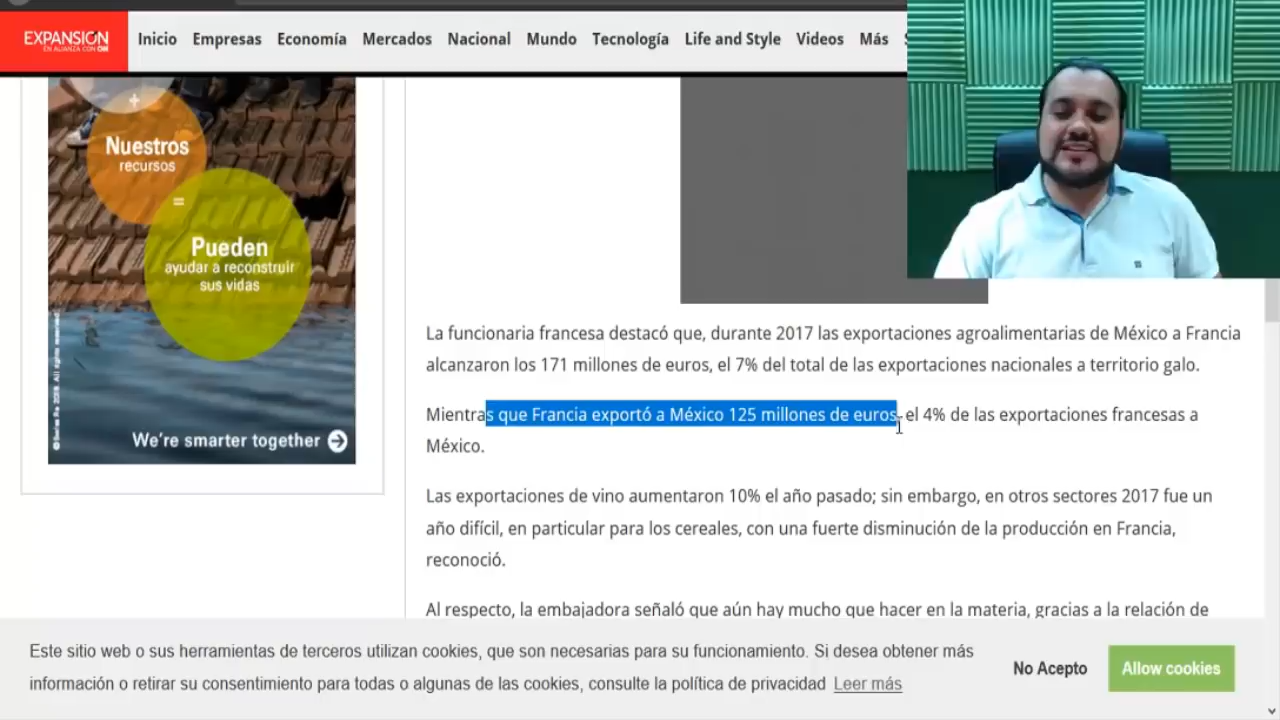 EXPANSIÓN
EN ALIANZA CON CNN
Inicio Empresas Economía Mercados Nacional Mundo Tecnología Life and Style Videos Más
+
Nuestros
recursos
=
Pueden
ayudar a reconstruir
sus vidas
We're smarter together
La funcionaria francesa destacó que, durante 2017 las exportaciones agroalimentarias de México a Francia
alcanzaron los 171 millones de euros, el 7% del total de las exportaciones nacionales a territorio galo.
Mientras que Francia exportó a México 125 millones de euros, el 4% de las exportaciones francesas a
México.
Las exportaciones de vino aumentaron 10% el año pasado; sin embargo, en otros sectores 2017 fue un
año difícil, en particular para los cereales, con una fuerte disminución de la producción en Francia,
reconoció.
Al respecto, la embajadora señaló que aún hay mucho que hacer en la materia, gracias a la relación de
Este sitio web o sus herramientas de terceros utilizan cookies, que son necesarias para su funcionamiento. Si desea obtener más
información o retirar su consentimiento para todas o algunas de las cookies, consulte la política de privacidad Leer más
No Acepto
Allow cookies